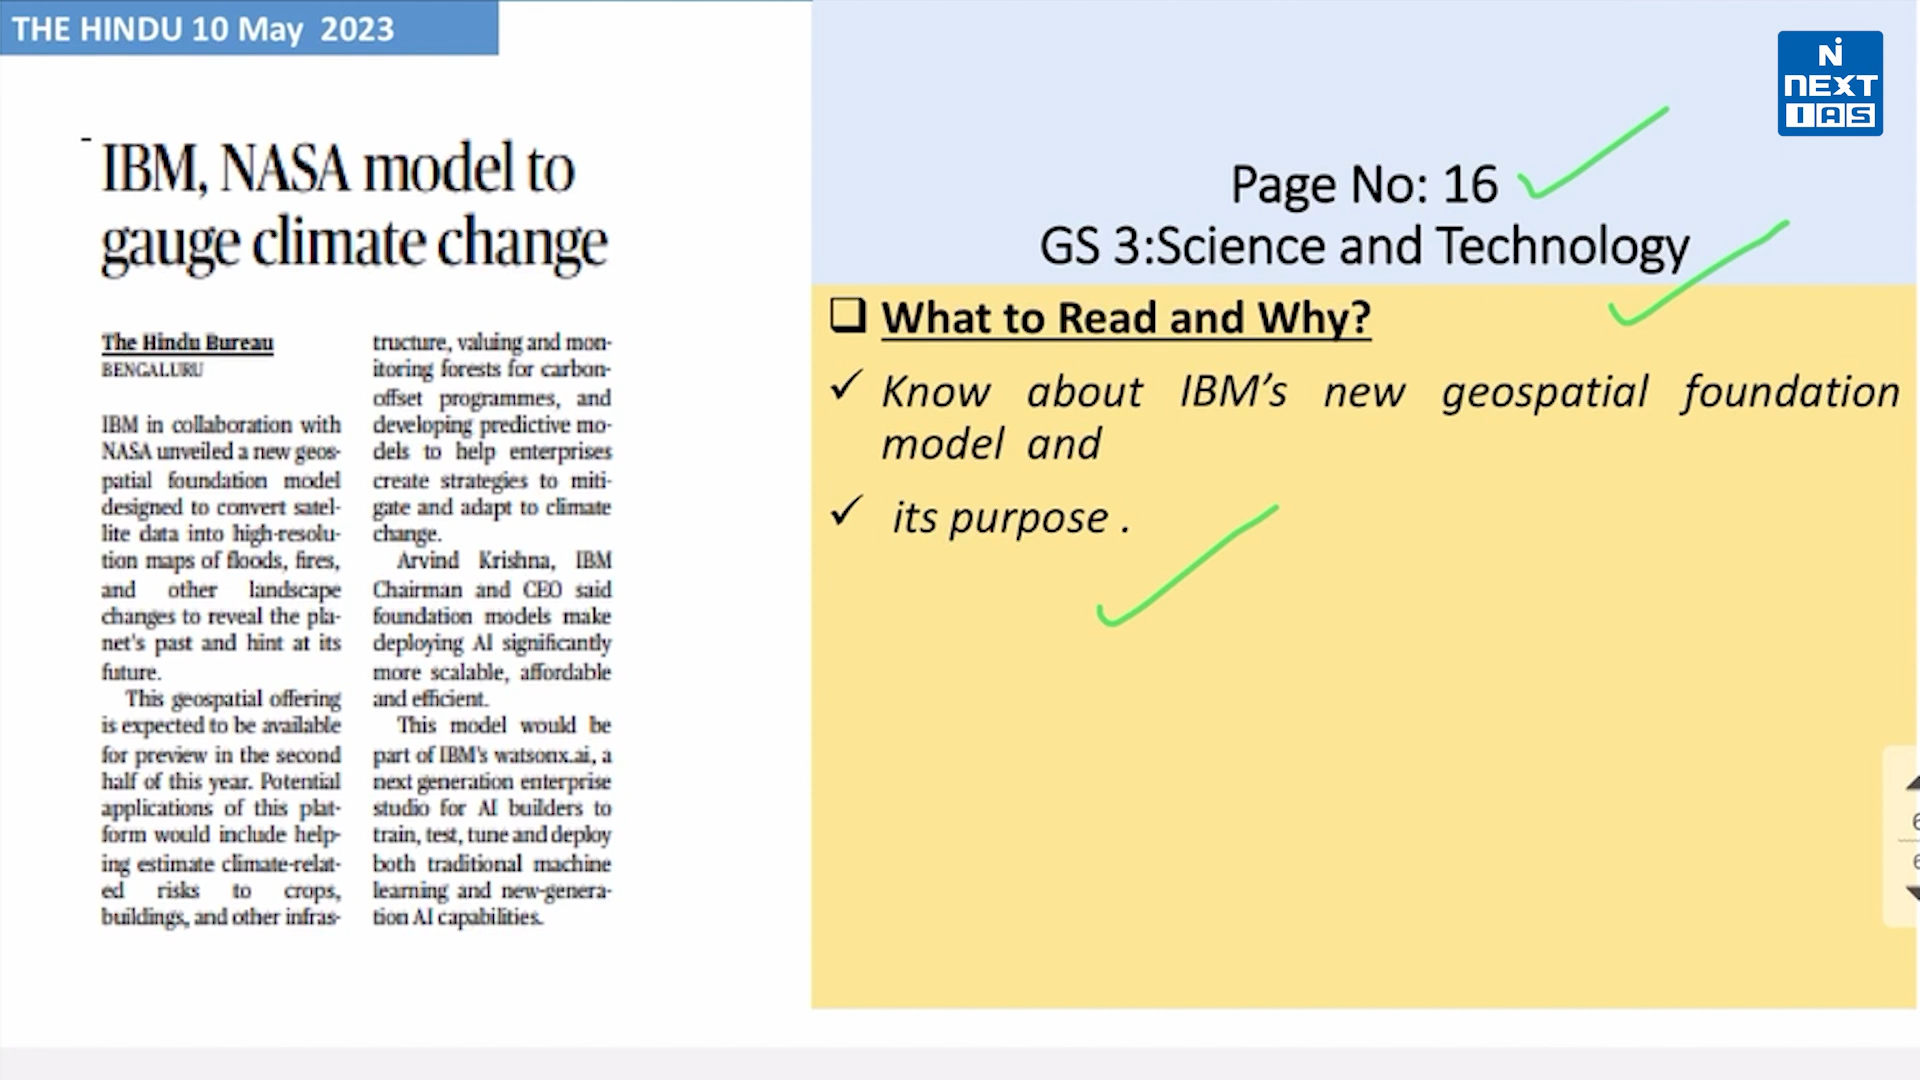 THE HINDU 10 May 2023
IBM, NASA model to
gauge climate change
The Hindu Bureau
BENGALURU
IBM in collaboration with
NASA unveiled a new geos-
patial foundation model
designed to convert satel-
lite data into high-resolu-
tion maps of floods, fires,
and other landscape
changes to reveal the pla-
net's past and hint at its
future.
This geospatial offering
is expected to be available
for preview in the second
half of this year. Potential
applications of this plat-
form would include help-
ing estimate climate-relat-
ed risks to crops,
buildings, and other infras-
tructure, valuing and mon-
itoring forests for carbon-
offset programmes, and
developing predictive mo-
dels to help enterprises
create strategies to miti-
gate and adapt to climate
change.
Arvind Krishna, IBM
Chairman and CEO said
foundation models make
deploying AI significantly
more scalable, affordable
and efficient.
This model would be
part of IBM's watsonx.ai, a
next generation enterprise
studio for AI builders to
train, test, tune and deploy
both traditional machine
learning and new-genera-
tion AI capabilities.
N
NEXT
IAS
Page No: 16
GS 3:Science and Technology
What to Read and Why?
Know about IBM’s new geospatial foundation
model and
its purpose .